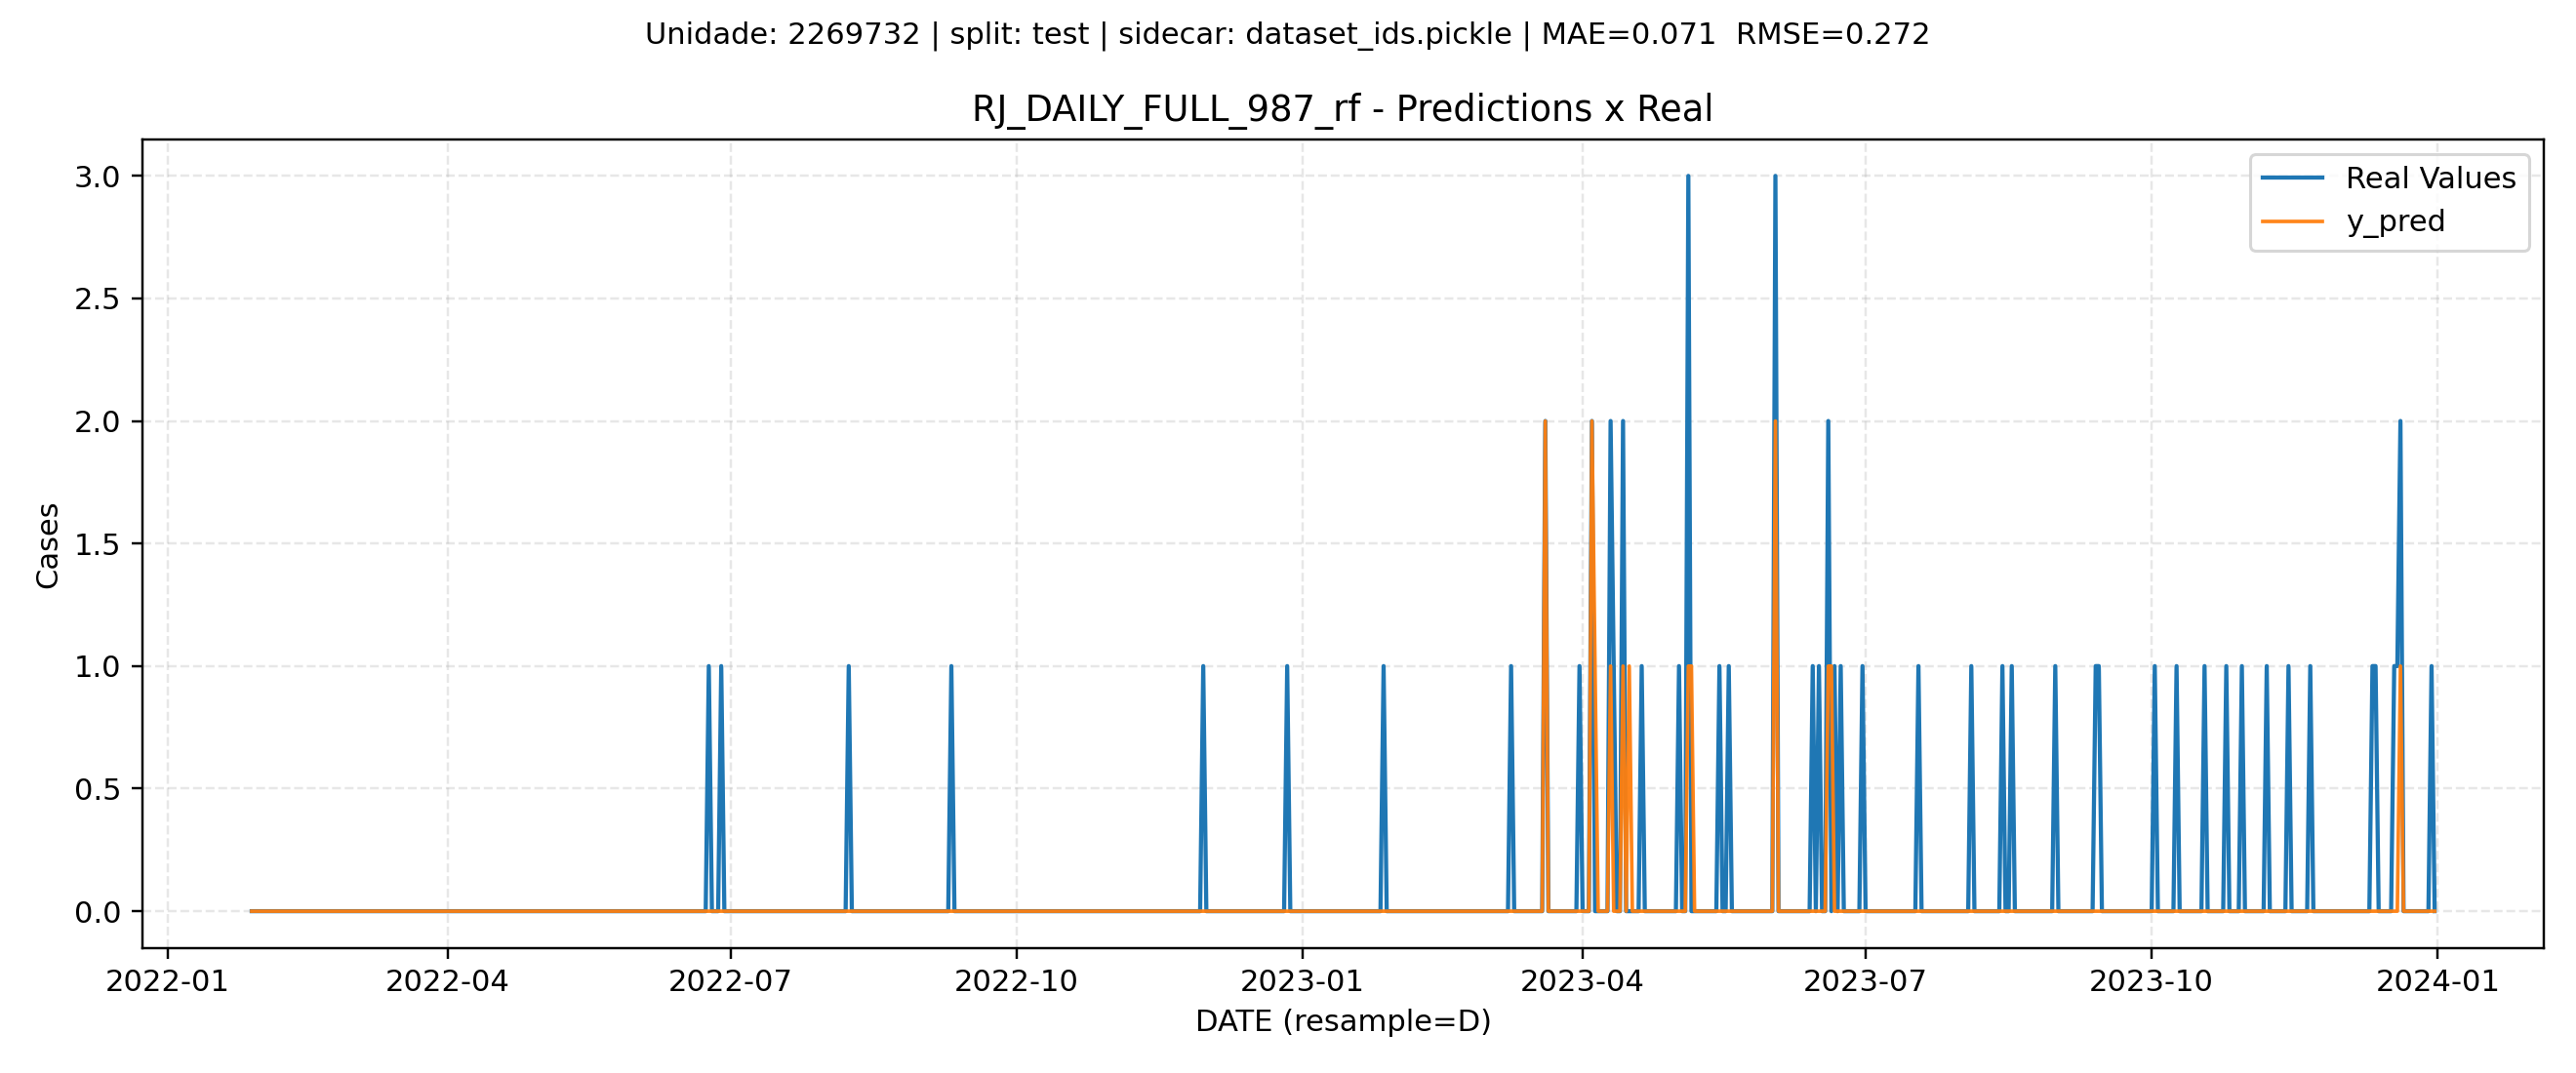 Unidade: 2269732 | split: test | sidecar: dataset_ids.pickle | MAE=0.071  RMSE=0.272
RJ_DAILY_FULL_987_rf - Predictions x Real
Real Values
y_pred
3.0
2.5
2.0
1.5
1.0
0.5
0.0
Cases
2022-01
2022-04
2022-07
2022-10
2023-01
2023-04
2023-07
2023-10
2024-01
DATE (resample=D)